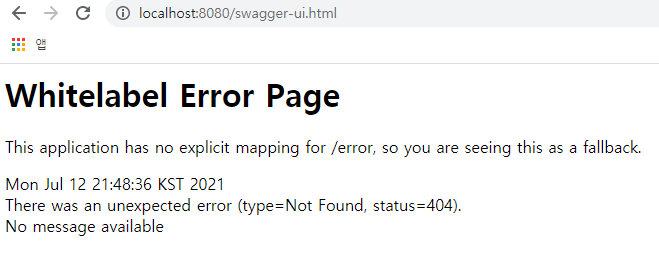 localhost:8080/swagger-ui.html
앱
Whitelabel Error Page
This application has no explicit mapping for /error, so you are seeing this as a fallback.
Mon Jul 12 21:48:36 KST 2021
There was an unexpected error (type=Not Found, status=404).
No message available